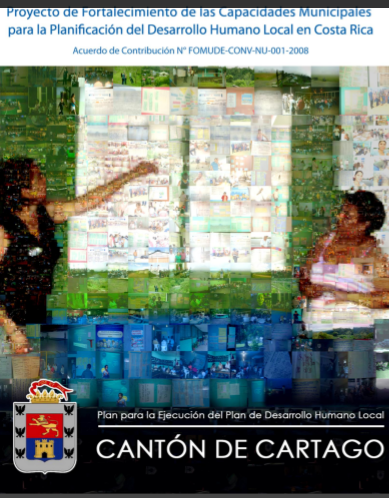 Proyecto de Fortalecimiento de las Capacidades Municipales
para la Planificación del Desarrollo Humano Local en Costa Rica
Acuerdo de Contribución N° FOMUDE-CONV-NU-001-2008
Plan para la Ejecución del Plan de Desarrollo Humano Local
CANTÓN DE CARTAGO